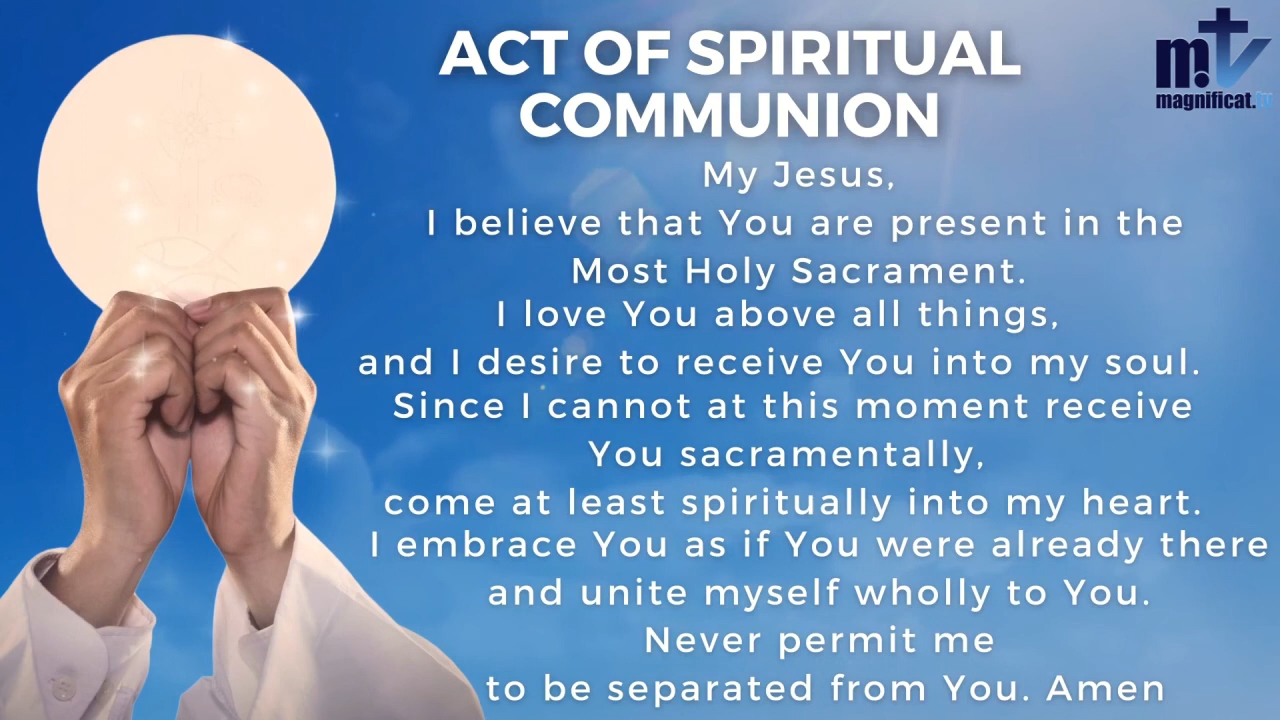 ACT OF SPIRITUAL
COMMUNION
mtv
magnificat.tv
My Jesus,
I believe that You are present in the
Most Holy Sacrament.
I love You above all things,
and I desire to receive You into my soul.
Since I cannot at this moment receive
You sacramentally,
come at least spiritually into my heart.
I embrace You as if You were already there
and unite myself wholly to You.
Never permit me
to be separated from You. Amen